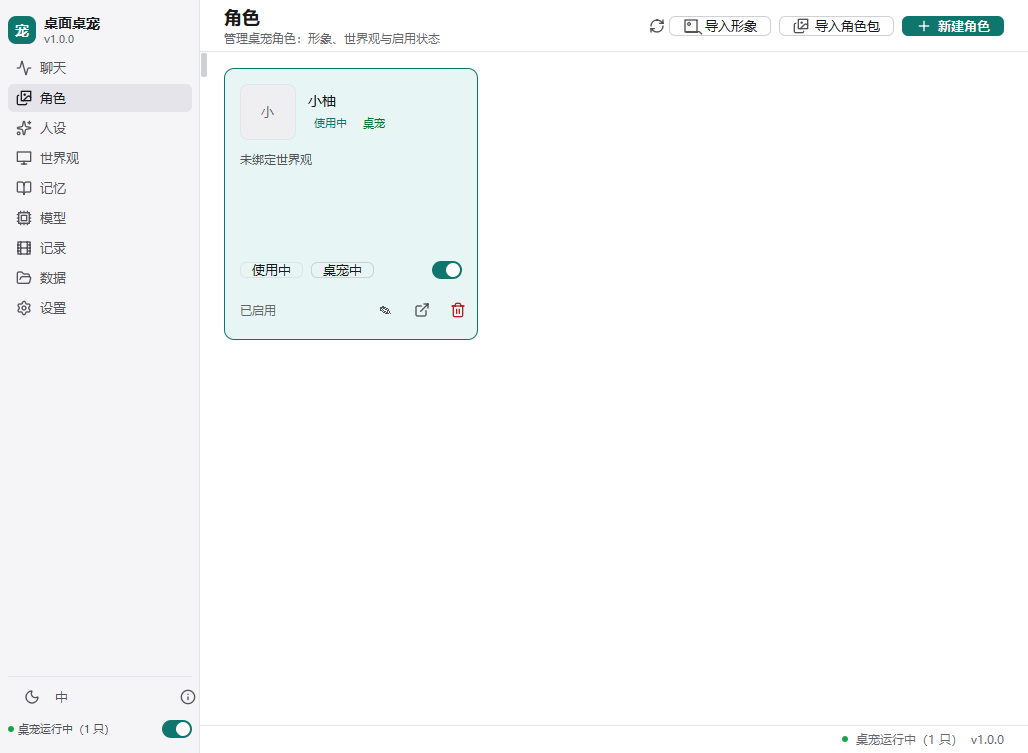 宠
桌面桌宠
v1.0.0
聊天
角色
人设
世界观
记忆
模型
记录
数据
设置
中
桌宠运行中（1 只）
角色
管理桌宠角色：形象、世界观与启用状态
导入形象
导入角色包
新建角色
小
小柚
使用中 桌宠
未绑定世界观
使用中 桌宠中
已启用
桌宠运行中（1 只） v1.0.0